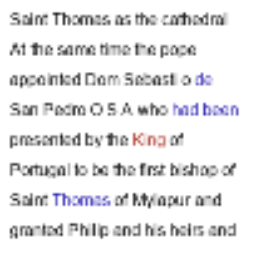 Saint Thomas as the cathedral
At the same time the pope
appointed Dom Sebasti o de
San Pedro O S A who had been
presented by the King of
Portugal to be the first bishop of
Saint Thomas of Mylapur and
granted Philip and his heirs and